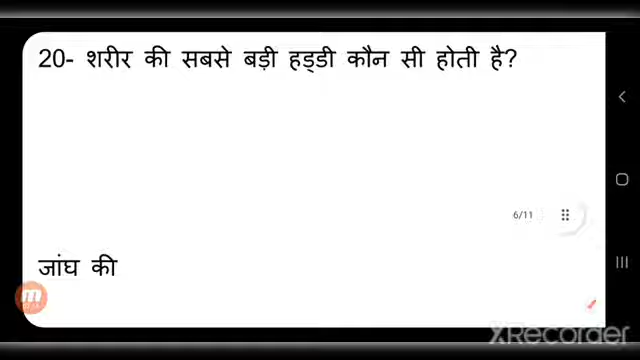 20- शरीर की सबसे बड़ी हड्डी कौन सी होती है?
6/11
जांघ की
XRecorder